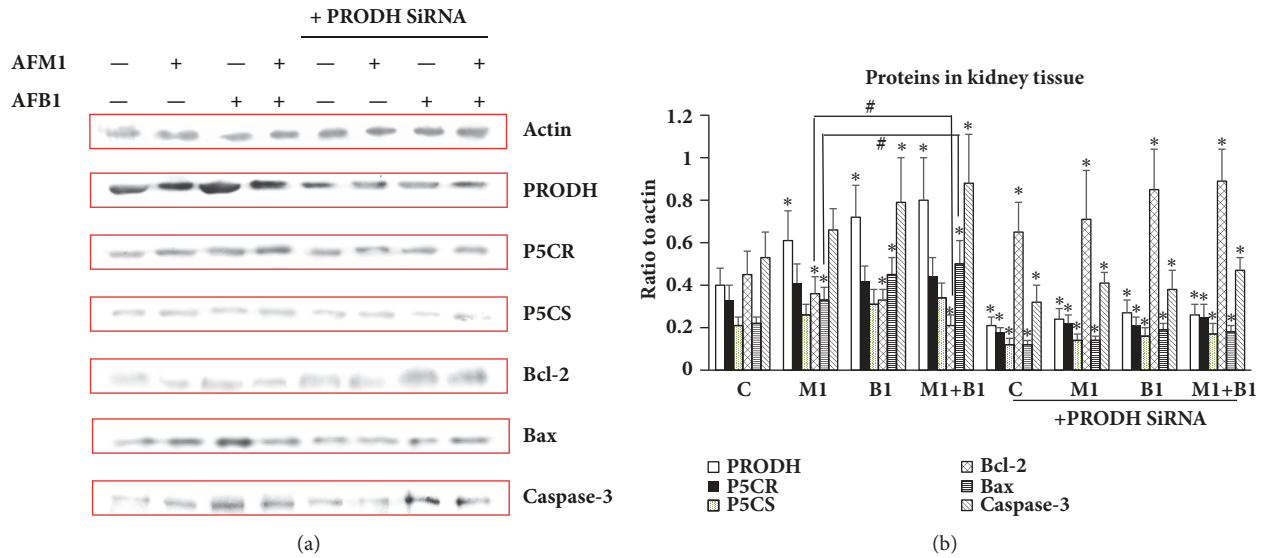 + PRODH SiRNA
AFM1 — + — + — + — +
AFB1 — — + + — — + +
Actin
PRODH
P5CR
P5CS
Bcl-2
Bax
Caspase-3
(a)
Proteins in kidney tissue
Ratio to actin
1.2
1
0.8
0.6
0.4
0.2
0
#
#
* * * * * * * * * * * * * * * * * * * * * * * * * * * * * * * * * *
C M1 B1 M1+B1 C M1 B1 M1+B1
+PRODH SiRNA
PRODH
P5CR
P5CS
Bcl-2
Bax
Caspase-3
(b)